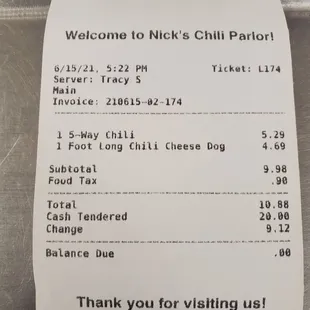 Welcome to Nick's Chili Parlor!
6/15/21, 5:22 PM Ticket: L174
Server: Tracy S
Main
Invoice: 210615-02-174
1 5-Way Chili 5.29
1 Foot Long Chili Cheese Dog 4.69
Subtotal 9.98
Food Tax .90
Total 10.88
Cash Tendered 20.00
Change 9.12
Balance Due .00
Thank you for visiting us!